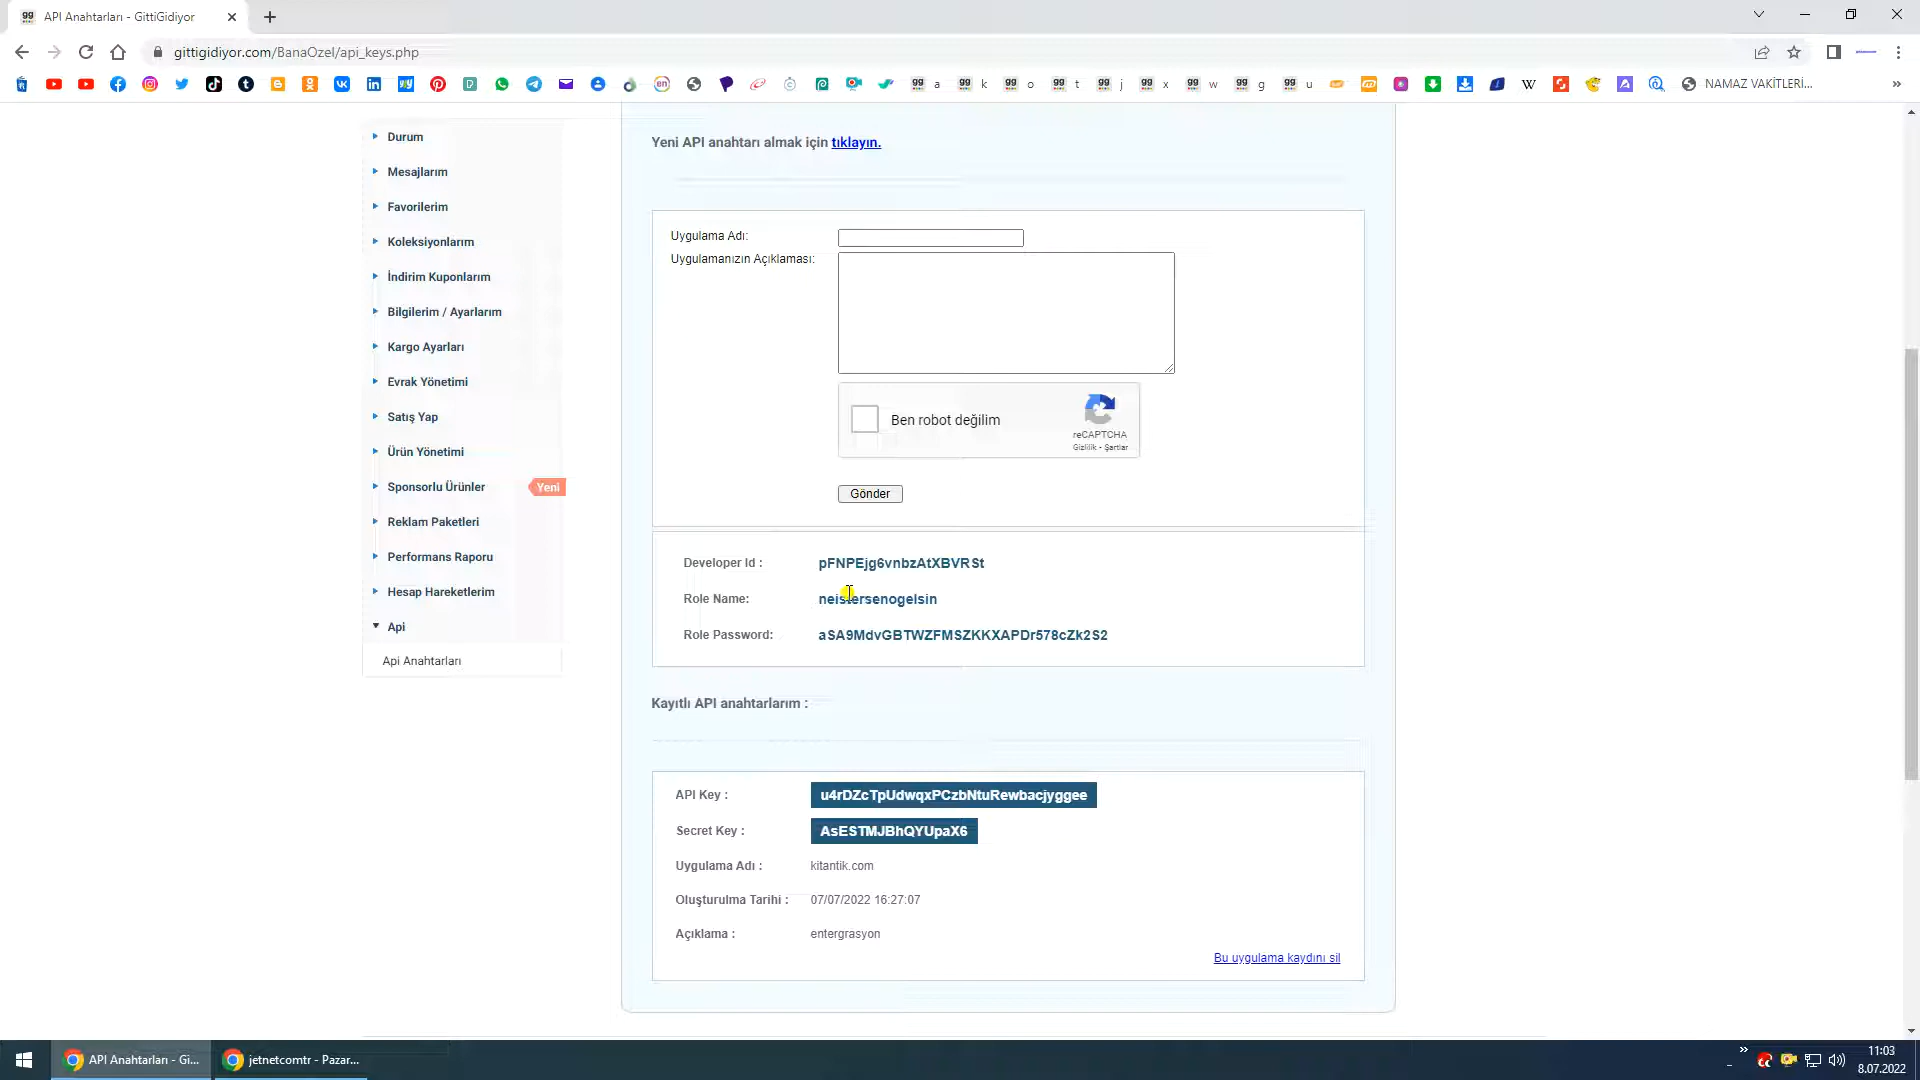 API Anahtarları - GittiGidiyor
gittigidiyor.com/BanaOzel/api_keys.php
a k o t j x w g u NAMAZ VAKİTLERİ...
Durum
Mesajlarım
Favorilerim
Koleksiyonlarım
İndirim Kuponlarım
Bilgilerim / Ayarlarım
Kargo Ayarları
Evrak Yönetimi
Satış Yap
Ürün Yönetimi
Sponsorlu Ürünler Yeni
Reklam Paketleri
Performans Raporu
Hesap Hareketlerim
Api
Api Anahtarları
Yeni API anahtarı almak için tıklayın.
Uygulama Adı:
Uygulamanızın Açıklaması:
Ben robot değilim
reCAPTCHA
Gizlilik - Şartlar
Gönder
Developer Id : pFNPEjg6vnbzAtXBVRSt
Role Name: neistersenogelsin
Role Password: aSA9MdvGBTWZFMSZKKXAPDr578cZk2S2
Kayıtlı API anahtarlarım :
API Key : u4rDZcTpUdwqxPCzbNtuRewbacjyggee
Secret Key : AsESTMJBhQYUpaX6
Uygulama Adı : kitantik.com
Oluşturulma Tarihi : 07/07/2022 16:27:07
Açıklama : entergrasyon
Bu uygulama kaydını sil
API Anahtarları - Gi...
jetnetcomtr - Pazar...
11:03
8.07.2022